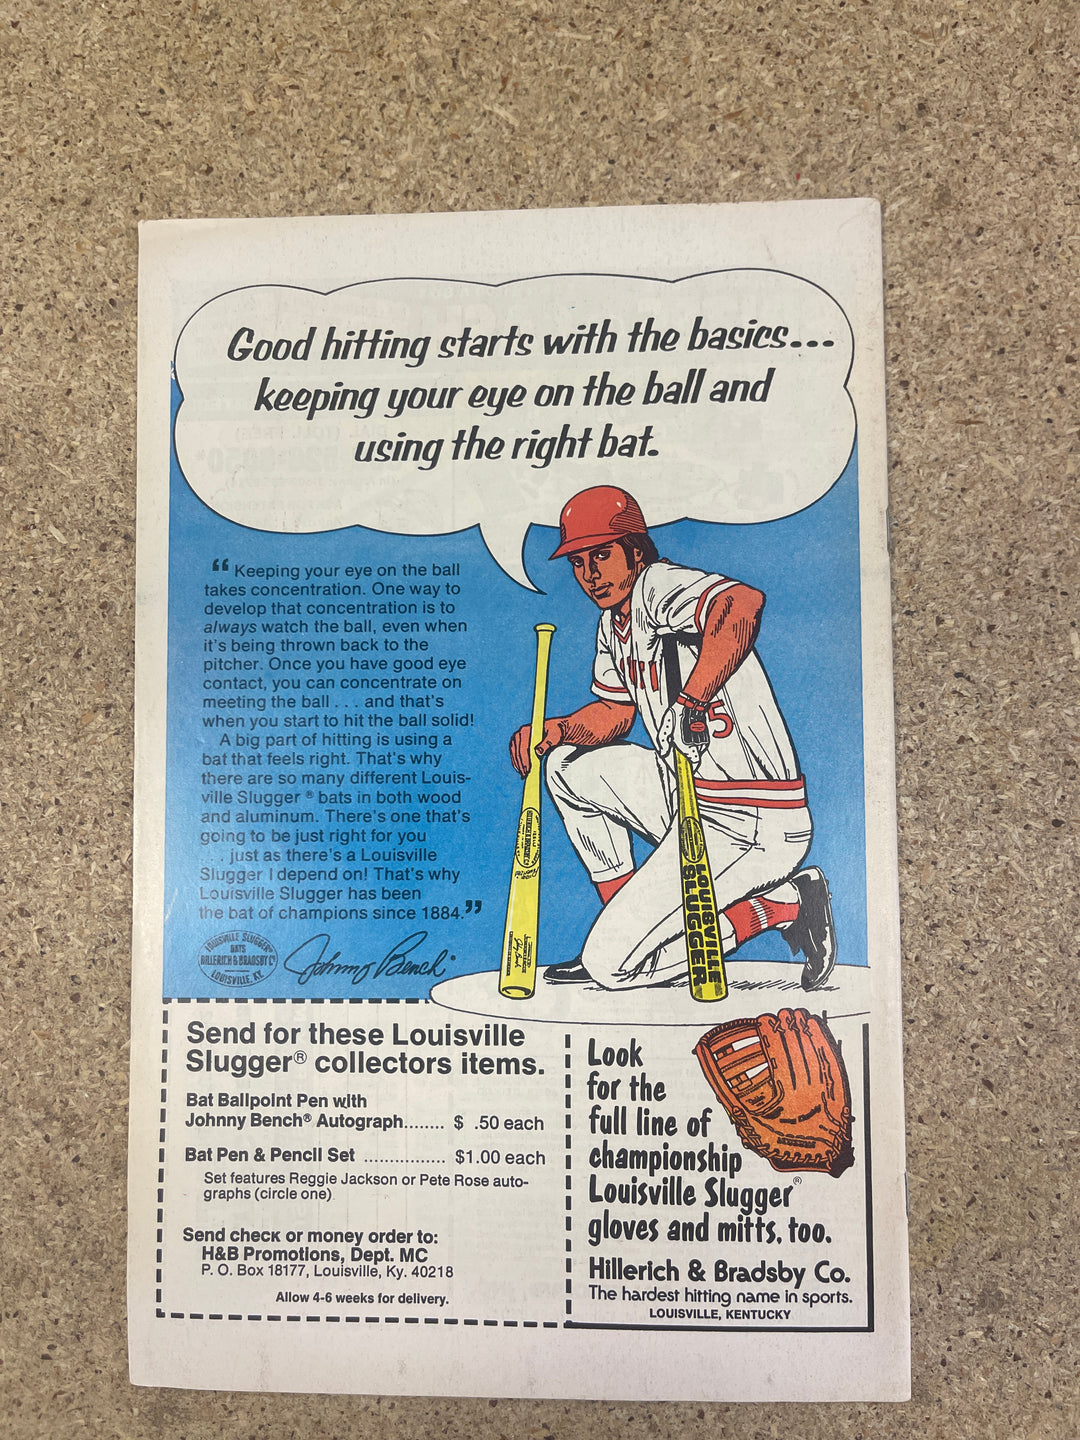 Good hitting starts with the basics...
keeping your eye on the ball and
using the right bat.
“ Keeping your eye on the ball
takes concentration. One way to
develop that concentration is to
always watch the ball, even when
it's being thrown back to the
pitcher. Once you have good eye
contact, you can concentrate on
meeting the ball . . . and that's
when you start to hit the ball solid!
A big part of hitting is using a
bat that feels right. That's why
there are so many different Louis-
ville Slugger ® bats in both wood
and aluminum. There's one that's
going to be just right for you
. . . just as there's a Louisville
Slugger I depend on! That's why
Louisville Slugger has been
the bat of champions since 1884.”
LOUISVILLE SLUGGER
BATS
HILLERICH & BRADSBY Co
LOUISVILLE, KY.
Johnny Bench
5
LOUISVILLE
SLUGGER
Send for these Louisville
Slugger® collectors items.
Bat Ballpoint Pen with
Johnny Bench® Autograph........ $ .50 each
Bat Pen & Pencil Set ................ $1.00 each
Set features Reggie Jackson or Pete Rose auto-
graphs (circle one)
Send check or money order to:
H&B Promotions, Dept. MC
P. O. Box 18177, Louisville, Ky. 40218
Allow 4-6 weeks for delivery.
Look
for the
full line of
championship
Louisville Slugger®
gloves and mitts, too.
Hillerich & Bradsby Co.
The hardest hitting name in sports.
LOUISVILLE, KENTUCKY